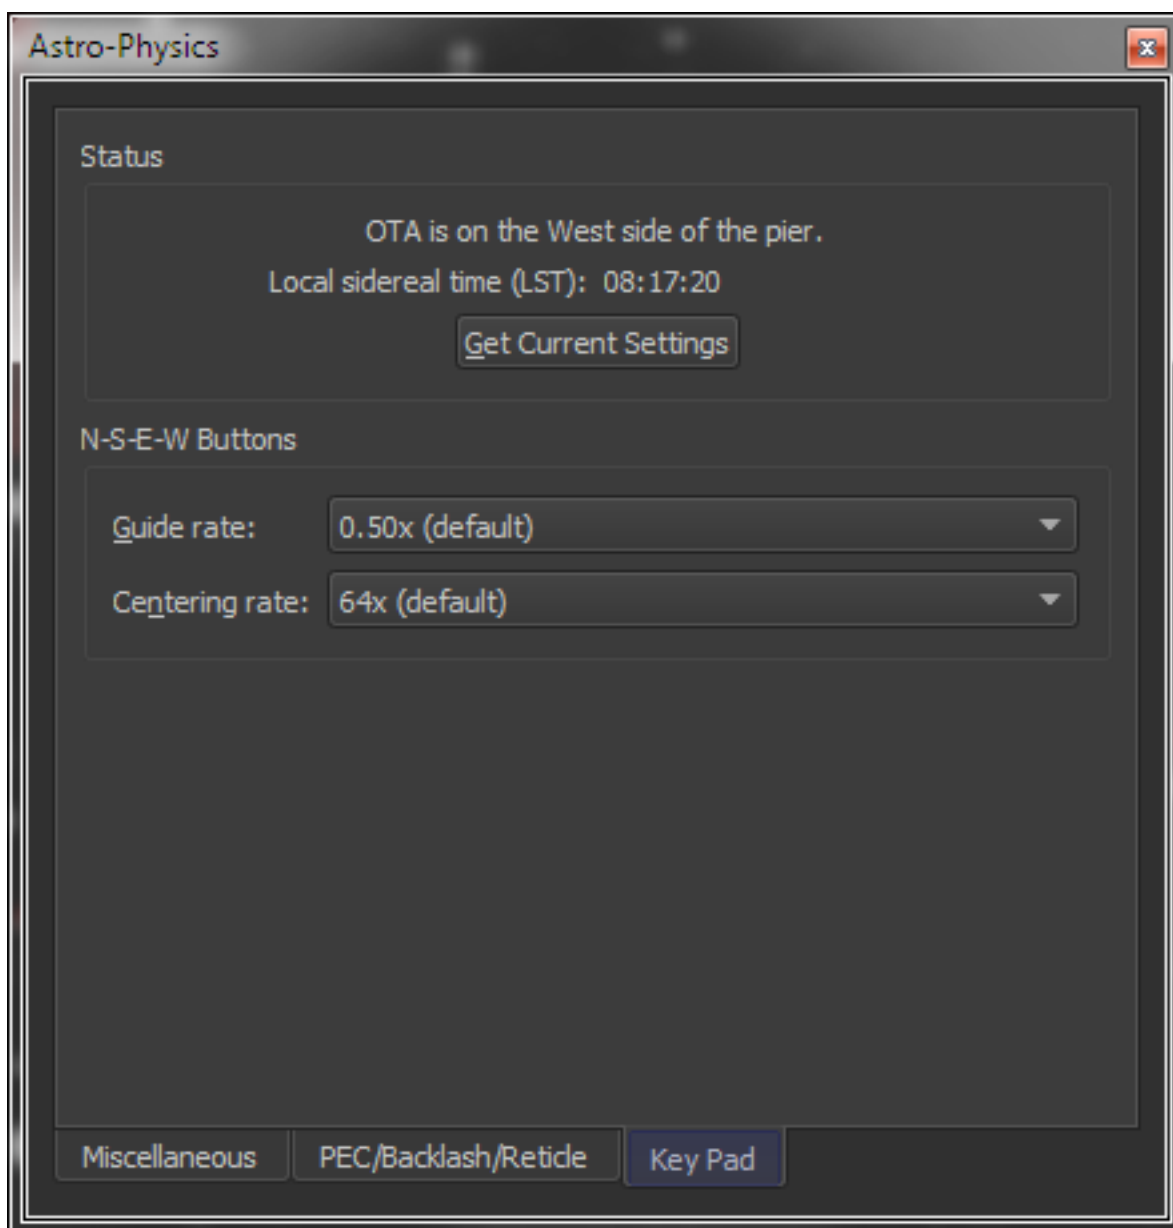 Astro-Physics
Status
OTA is on the West side of the pier.
Local sidereal time (LST): 08:17:20
Get Current Settings
N-S-E-W Buttons
Guide rate: 0.50x (default)
Centering rate: 64x (default)
Miscellaneous PEC/Backlash/Reticle Key Pad